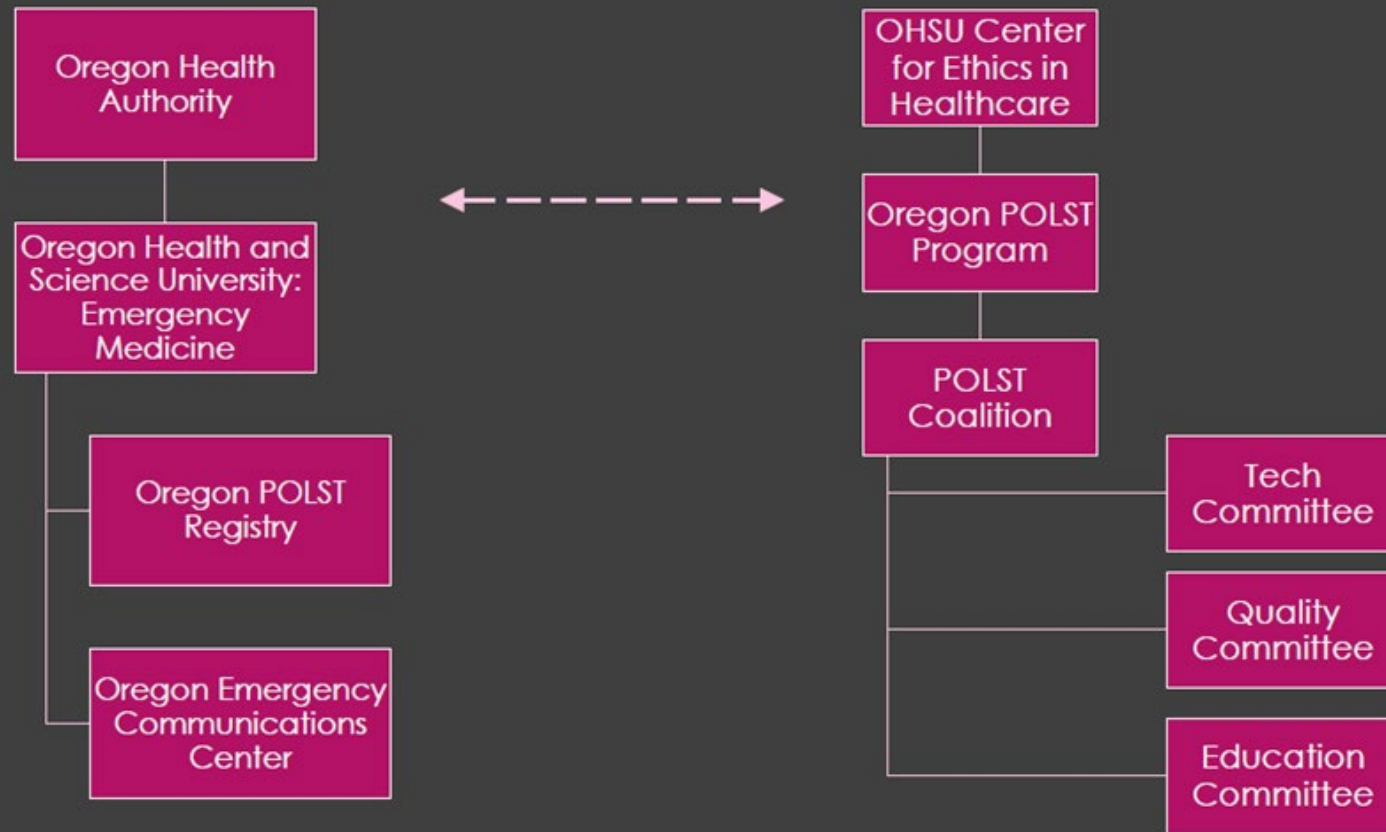 Oregon Health
Authority
Oregon Health and
Science University:
Emergency
Medicine
Oregon POLST
Registry
Oregon Emergency
Communications
Center
OHSU Center
for Ethics in
Healthcare
Oregon POLST
Program
POLST
Coalition
Tech
Committee
Quality
Committee
Education
Committee